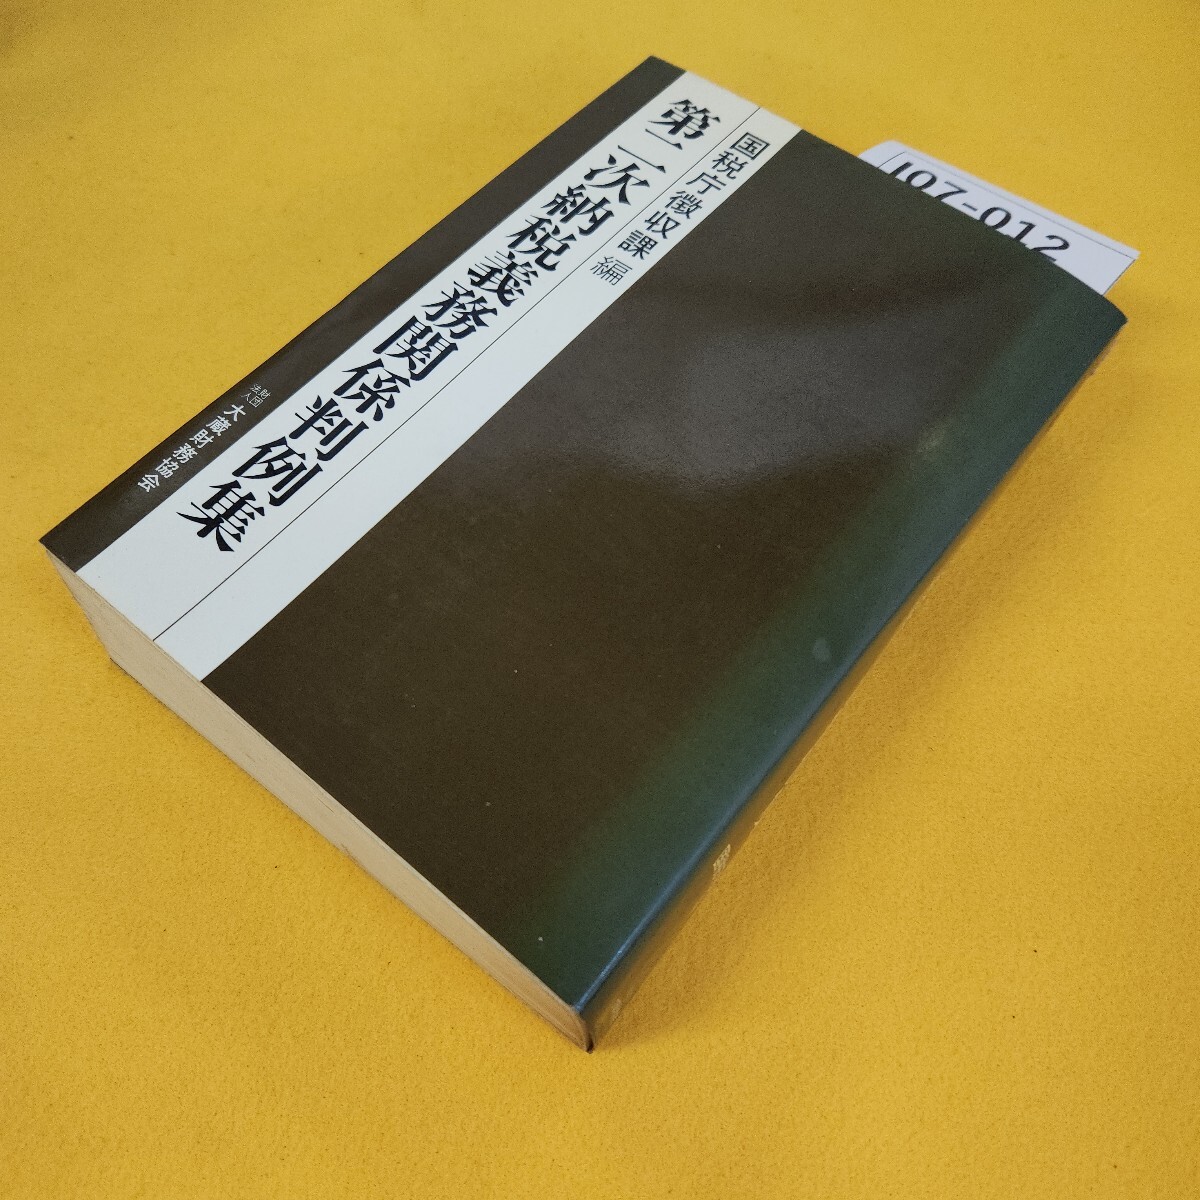 国税庁徴収課 編
第二次納税義務関係判例集
財団法人 大蔵財務協会
J97-012